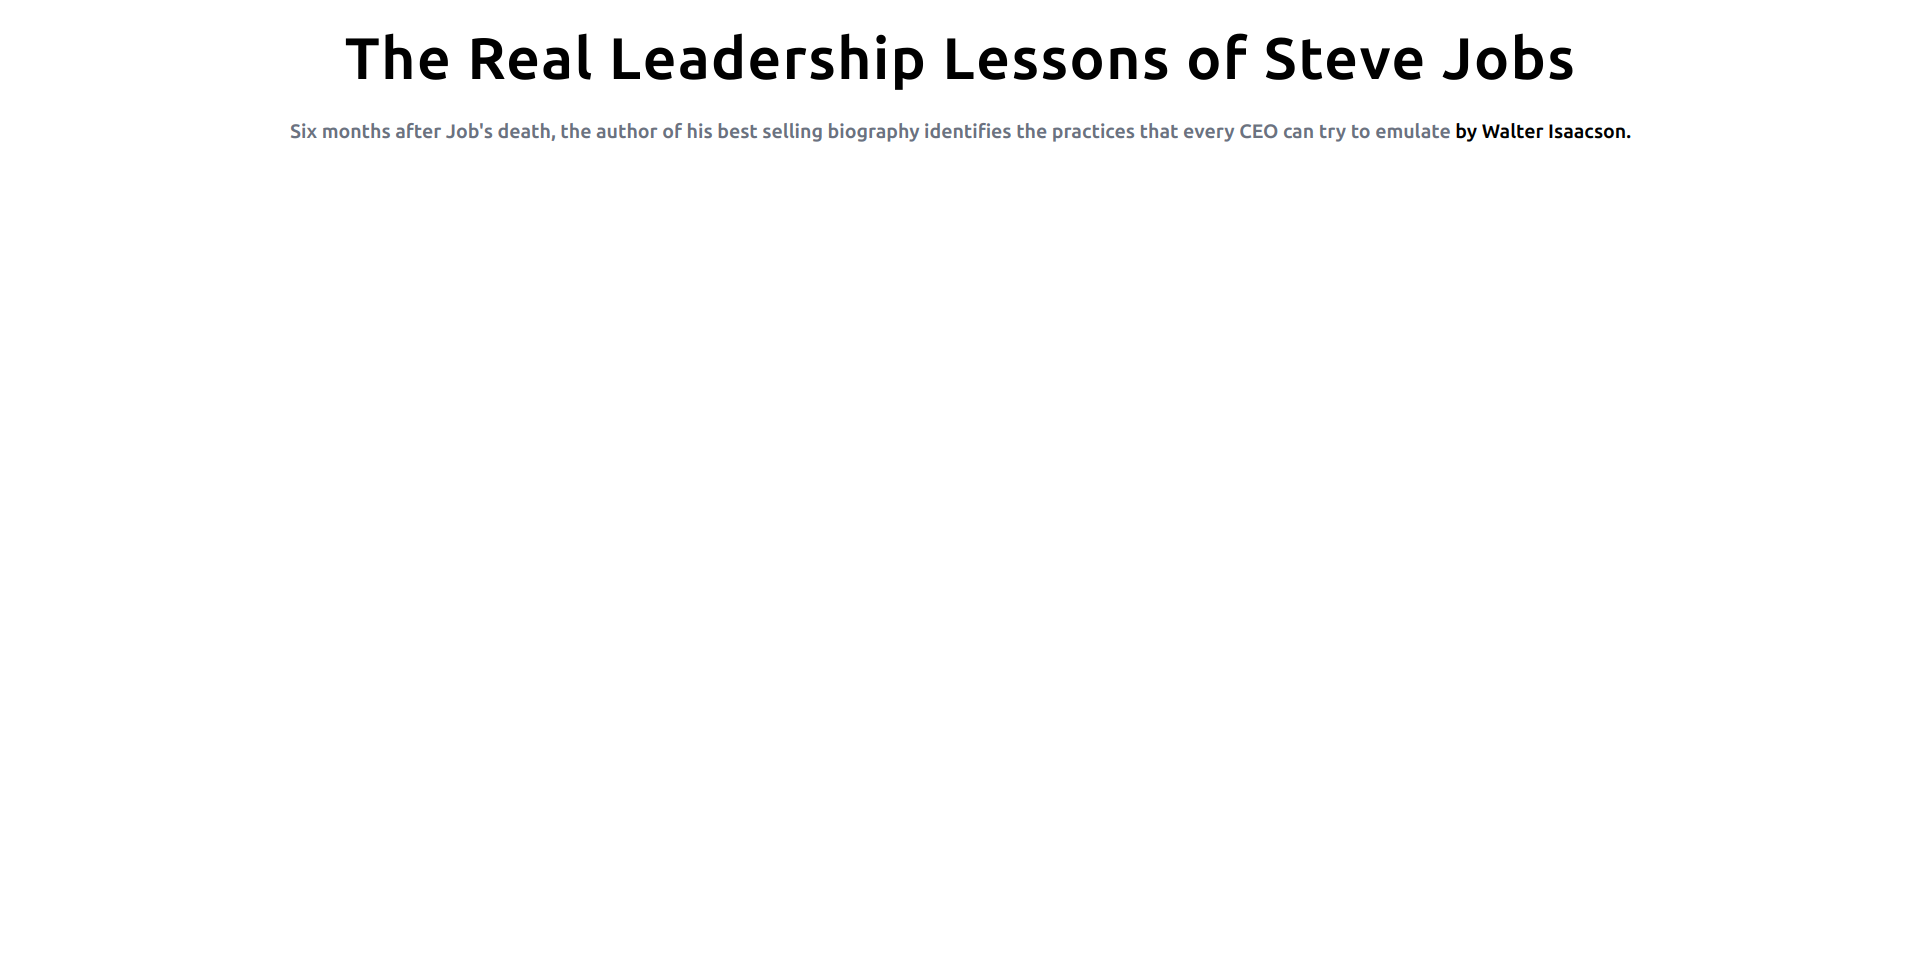 The Real Leadership Lessons of Steve Jobs
Six months after Job's death, the author of his best selling biography identifies the practices that every CEO can try to emulate by Walter Isaacson.